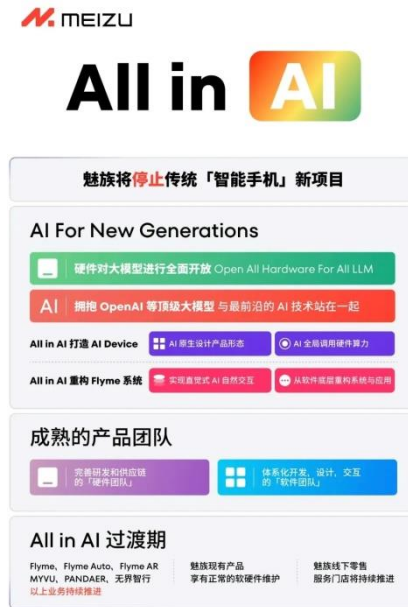 MEIZU
All in AI
魅族将停止传统「智能手机」新项目
AI For New Generations
硬件对大模型进行全面开放 Open All Hardware For All LLM
AI 拥抱 OpenAI 等顶级大模型 与最前沿的 AI 技术站在一起
All in AI 打造 AI Device
AI 原生设计产品形态
AI 全局调用硬件算力
All in AI 重构 Flyme 系统
实现直觉式 AI 自然交互
从软件底层重构系统与应用
成熟的产品团队
完善研发和供应链
的「硬件团队」
体系化开发，设计，交互
的「软件团队」
All in AI 过渡期
Flyme，Flyme Auto，Flyme AR
MYVU，PANDAER，无界智行
以上业务持续推进
魅族现有产品
享有正常的软硬件维护
魅族线下零售
服务门店将持续推进